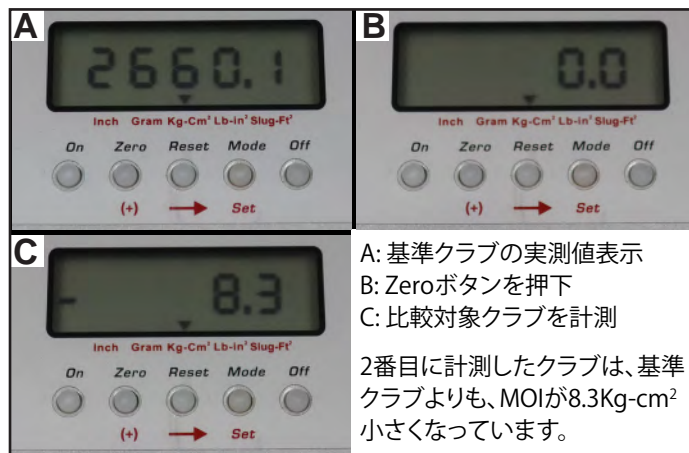 A
2660.1
Inch Gram Kg-Cm² Lb-in² Slug-Ft²
On Zero Reset Mode Off
(+) → Set
B
0.0
Inch Gram Kg-Cm² Lb-in² Slug-Ft²
On Zero Reset Mode Off
(+) → Set
C
- 8.3
Inch Gram Kg-Cm² Lb-in² Slug-Ft²
On Zero Reset Mode Off
(+) → Set
A: 基準クラブの実測値表示
B: Zeroボタンを押下
C: 比較対象クラブを計測
2番目に計測したクラブは、基準
クラブよりも、MOIが8.3Kg-cm²
小さくなっています。